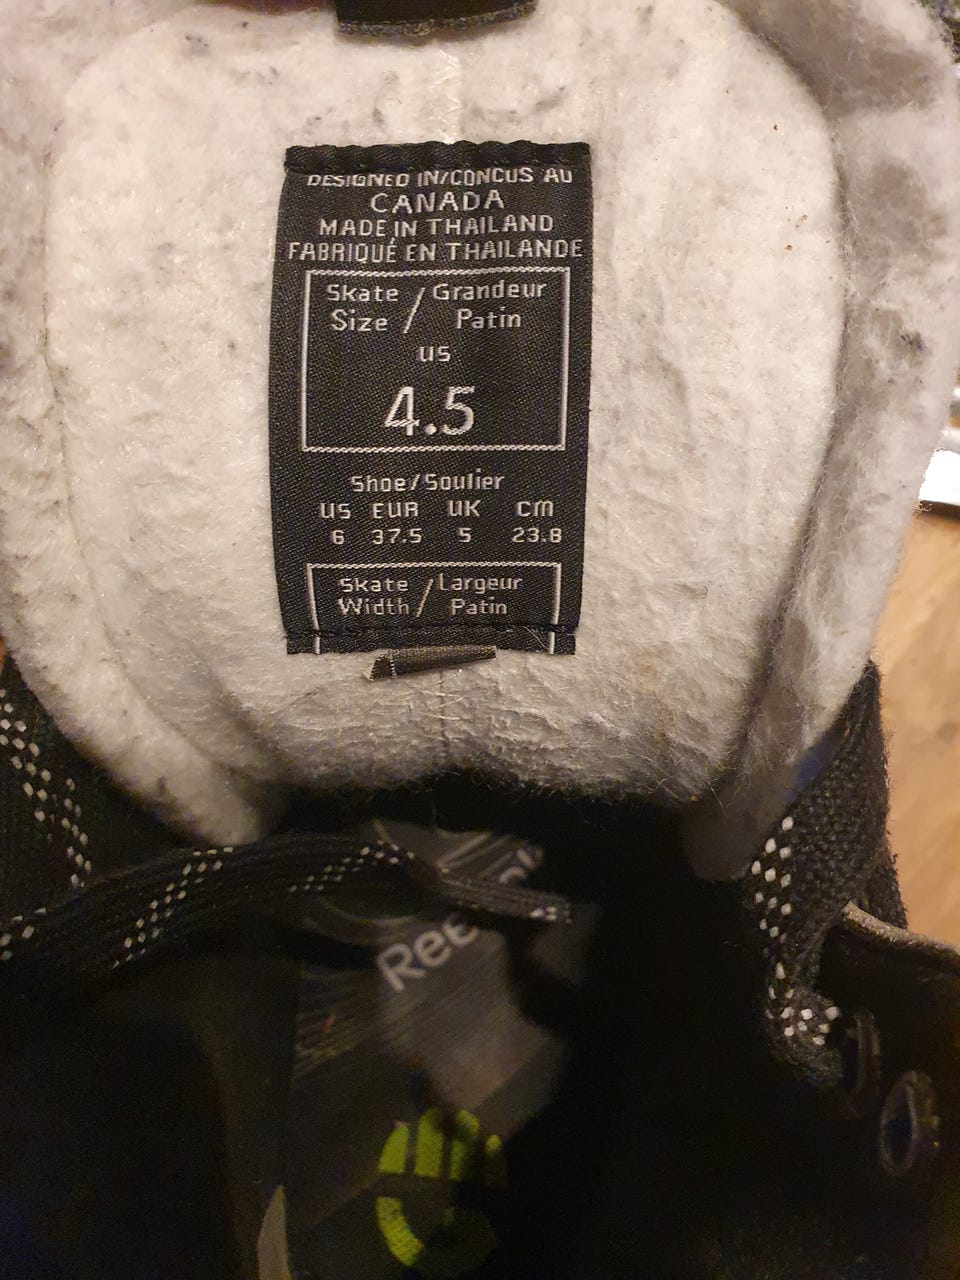 DESIGNED IN/CONCUS AU
CANADA
MADE IN THAILAND
FABRIQUÉ EN THAILANDE
Skate / Grandeur
Size / Patin
US
4.5
Shoe/Soulier
US EUR UK CM
6 37.5 5 23.8
Skate / Largeur
Width / Patin